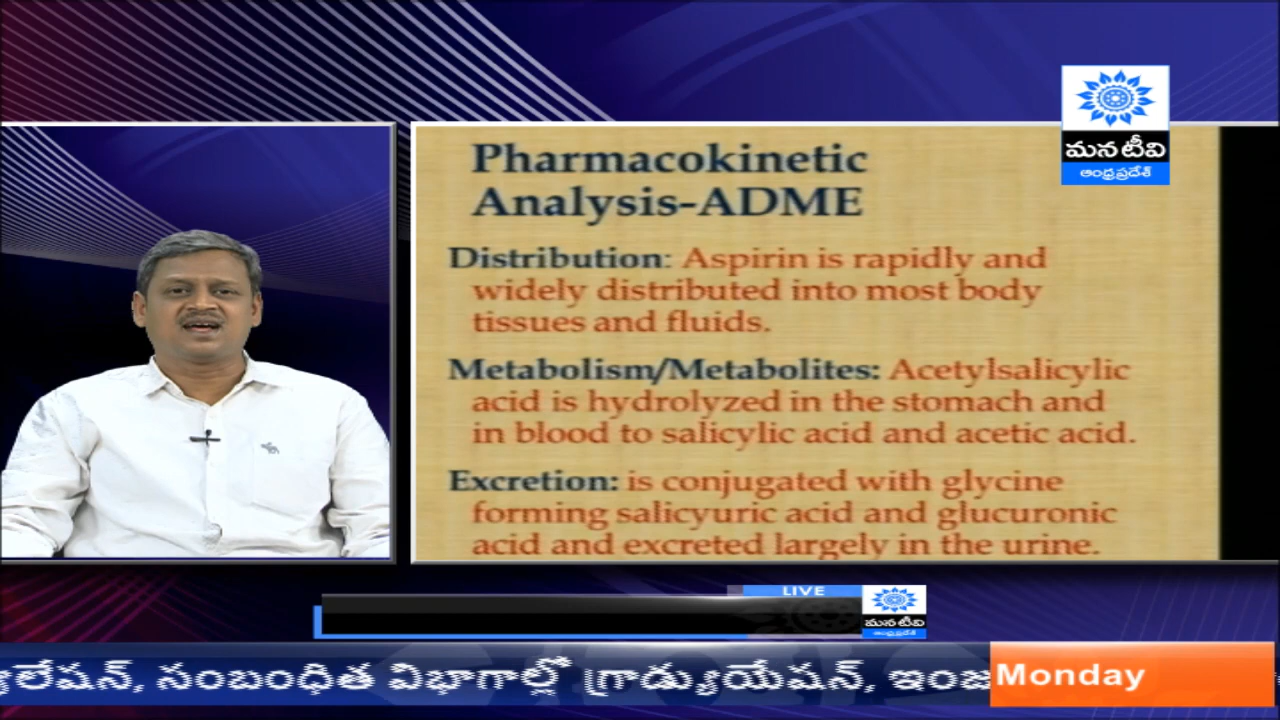 మన టీవి
ఆంధ్రప్రదేశ్
Pharmacokinetic
Analysis-ADME
Distribution: Aspirin is rapidly and
widely distributed into most body
tissues and fluids.
Metabolism/Metabolites: Acetylsalicylic
acid is hydrolyzed in the stomach and
in blood to salicylic acid and acetic acid.
Excretion: is conjugated with glycine
forming salicyuric acid and glucuronic
acid and excreted largely in the urine.
LIVE
మన టీవి
ఆంధ్రప్రదేశ్
సంబంధిత విభాగాల్లో గ్రాడ్యుయేషన్,
Monday